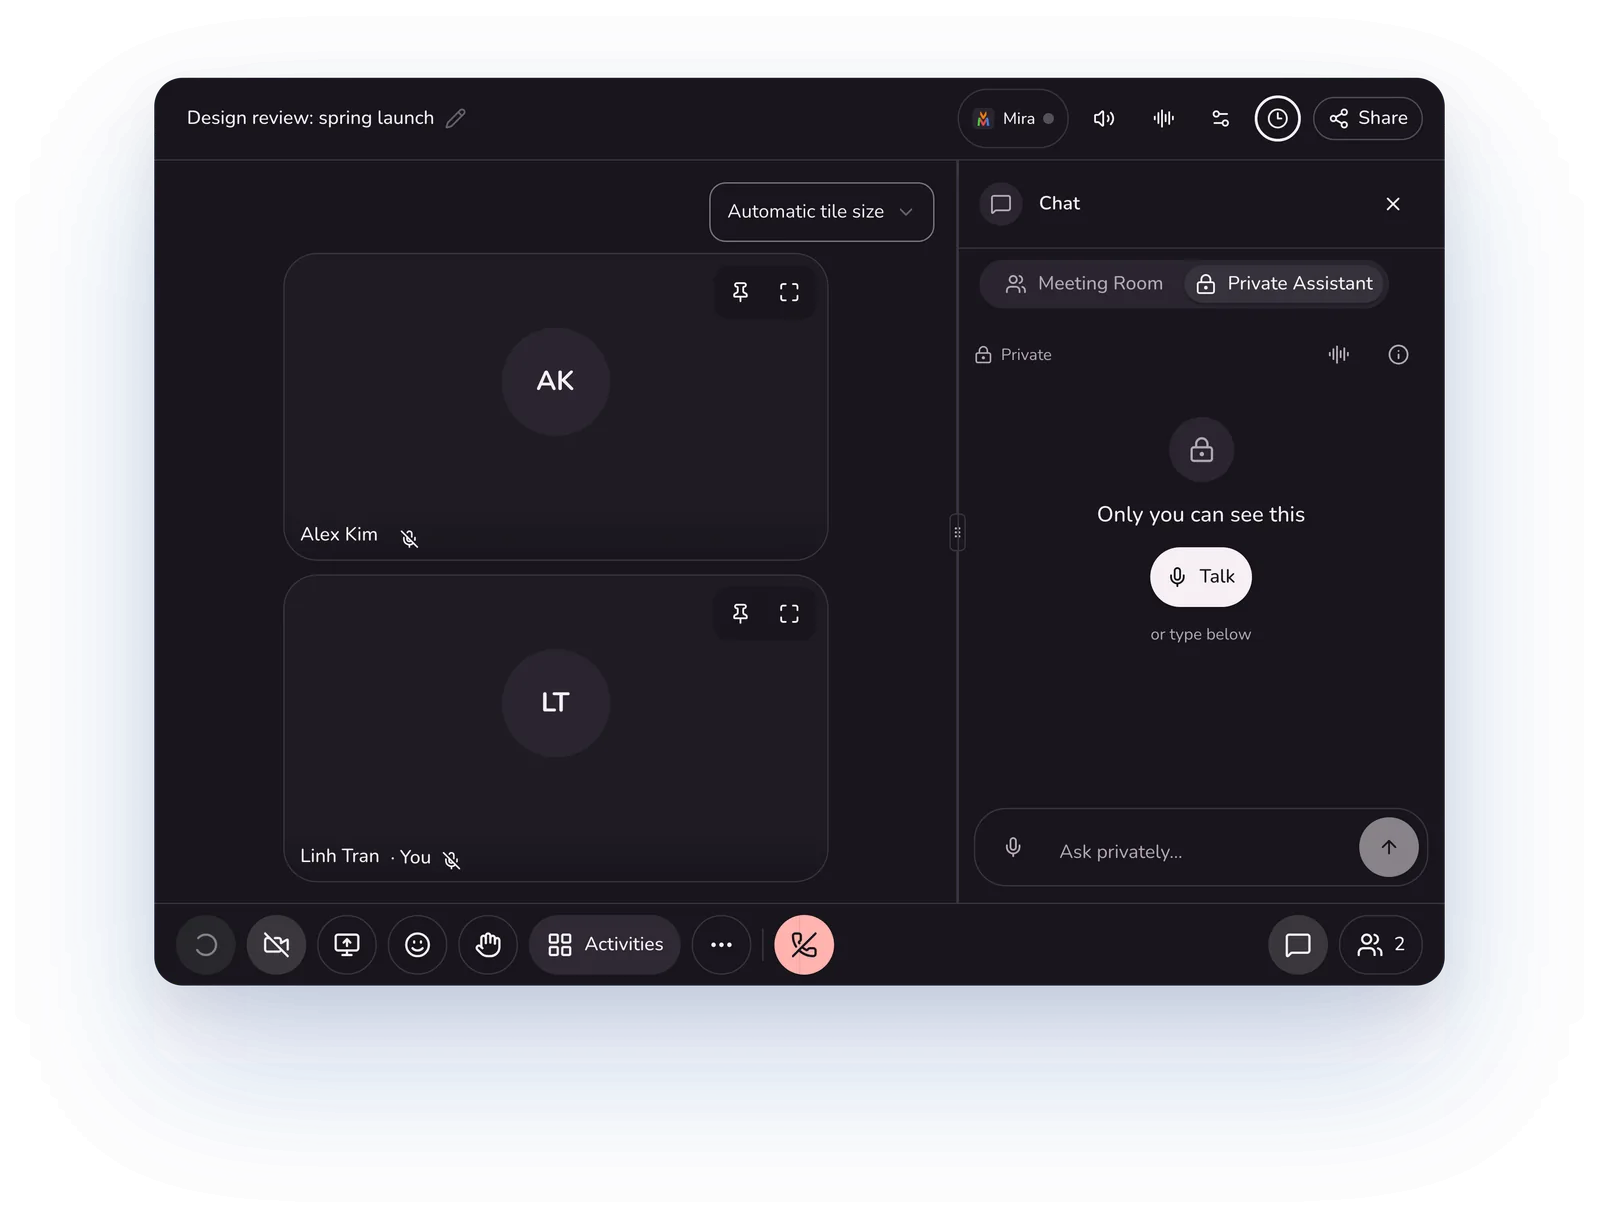 Design review: spring launch
Mira
Share
Automatic tile size
Chat
Meeting Room
Private Assistant
Private
AK
Alex Kim
Only you can see this
Talk
or type below
LT
Linh Tran · You
Ask privately...
Activities
2